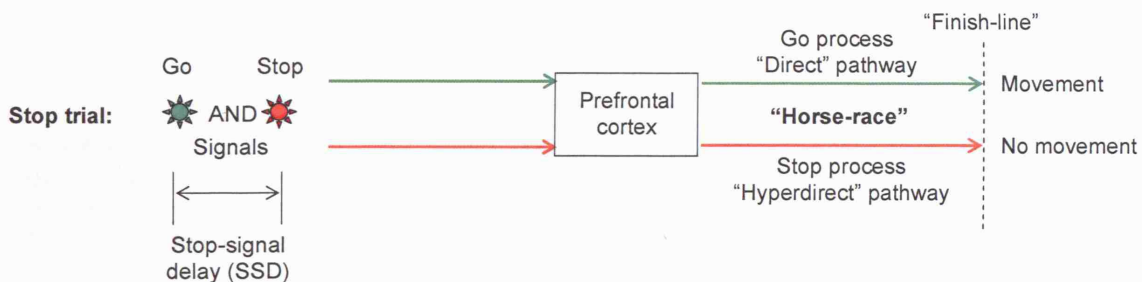 "Finish-line"
Go Stop
Go process
"Direct" pathway
Movement
Stop trial:
AND
Signals
Prefrontal
cortex
"Horse-race"
No movement
Stop process
"Hyperdirect" pathway
Stop-signal
delay (SSD)